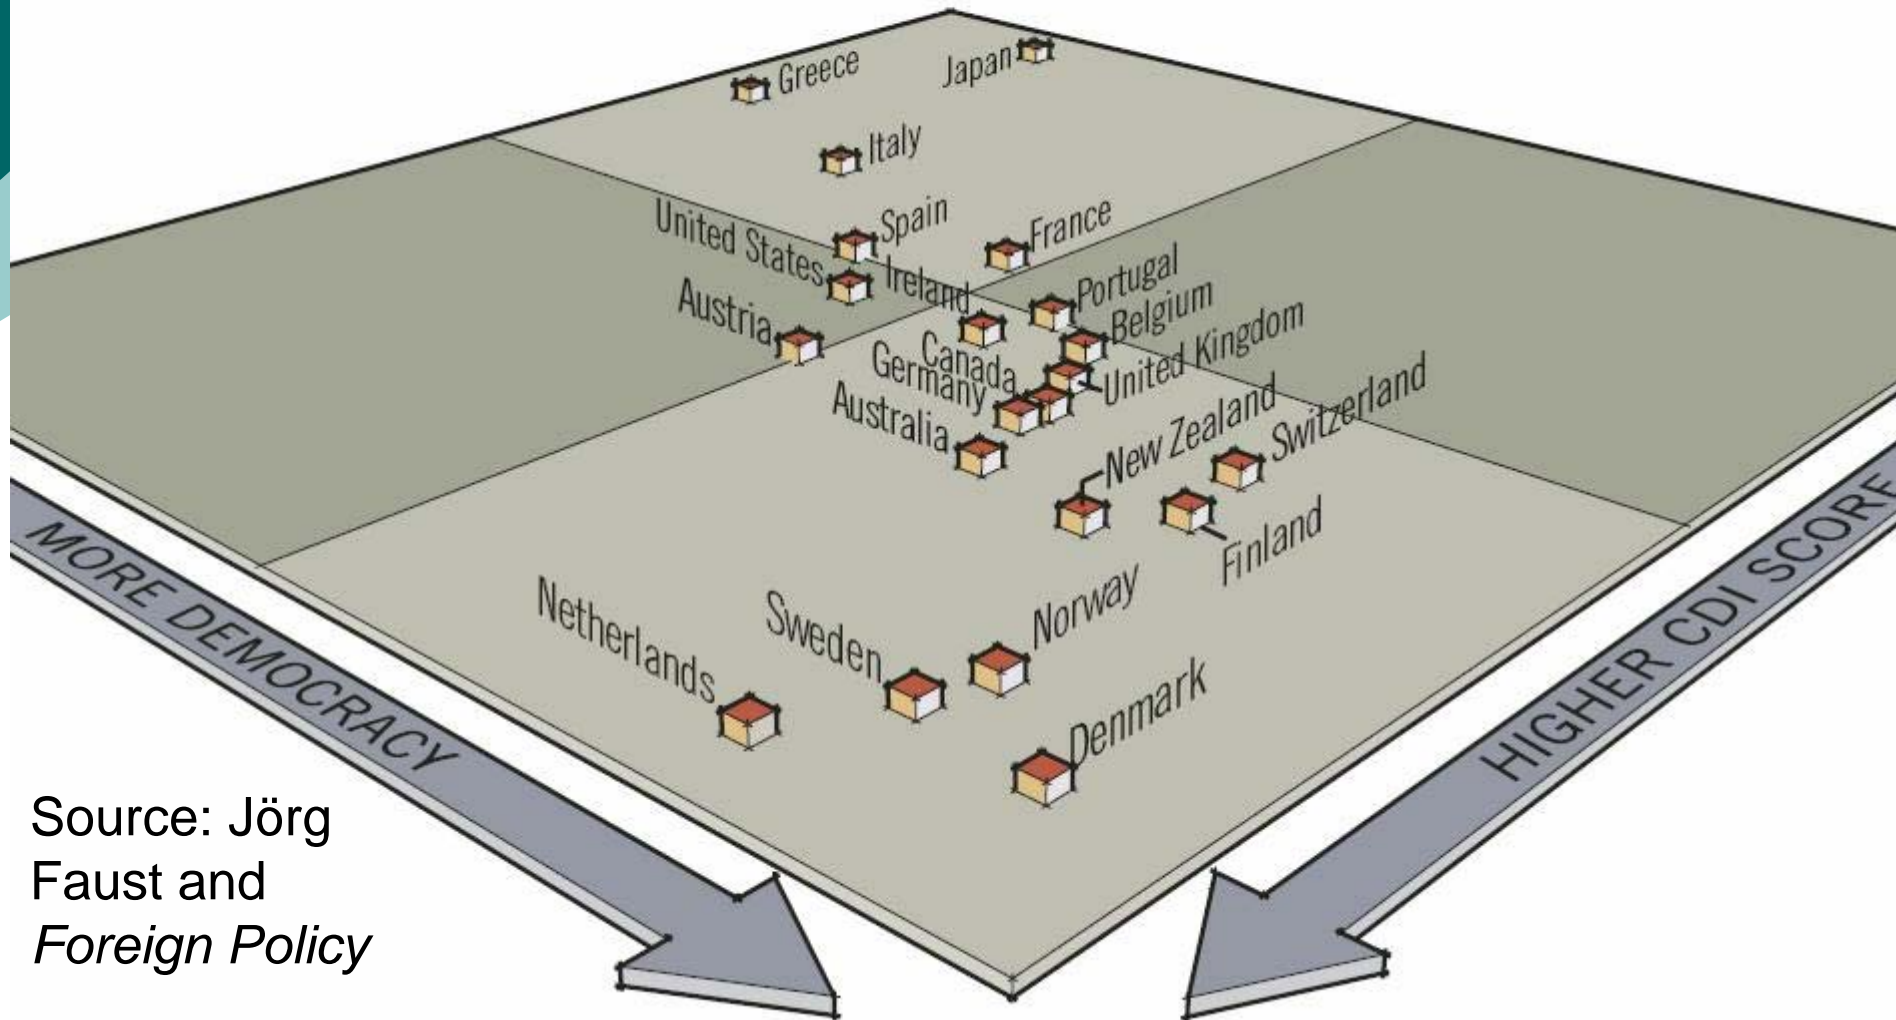 Greece
Japan
Italy
Spain
France
United States
Ireland
Portugal
Austria
Belgium
Canada
United Kingdom
Germany
Australia
New Zealand
Switzerland
Finland
Norway
Sweden
Netherlands
Denmark
MORE DEMOCRACY
HIGHER CDI SCORE
Source: Jörg
Faust and
Foreign Policy